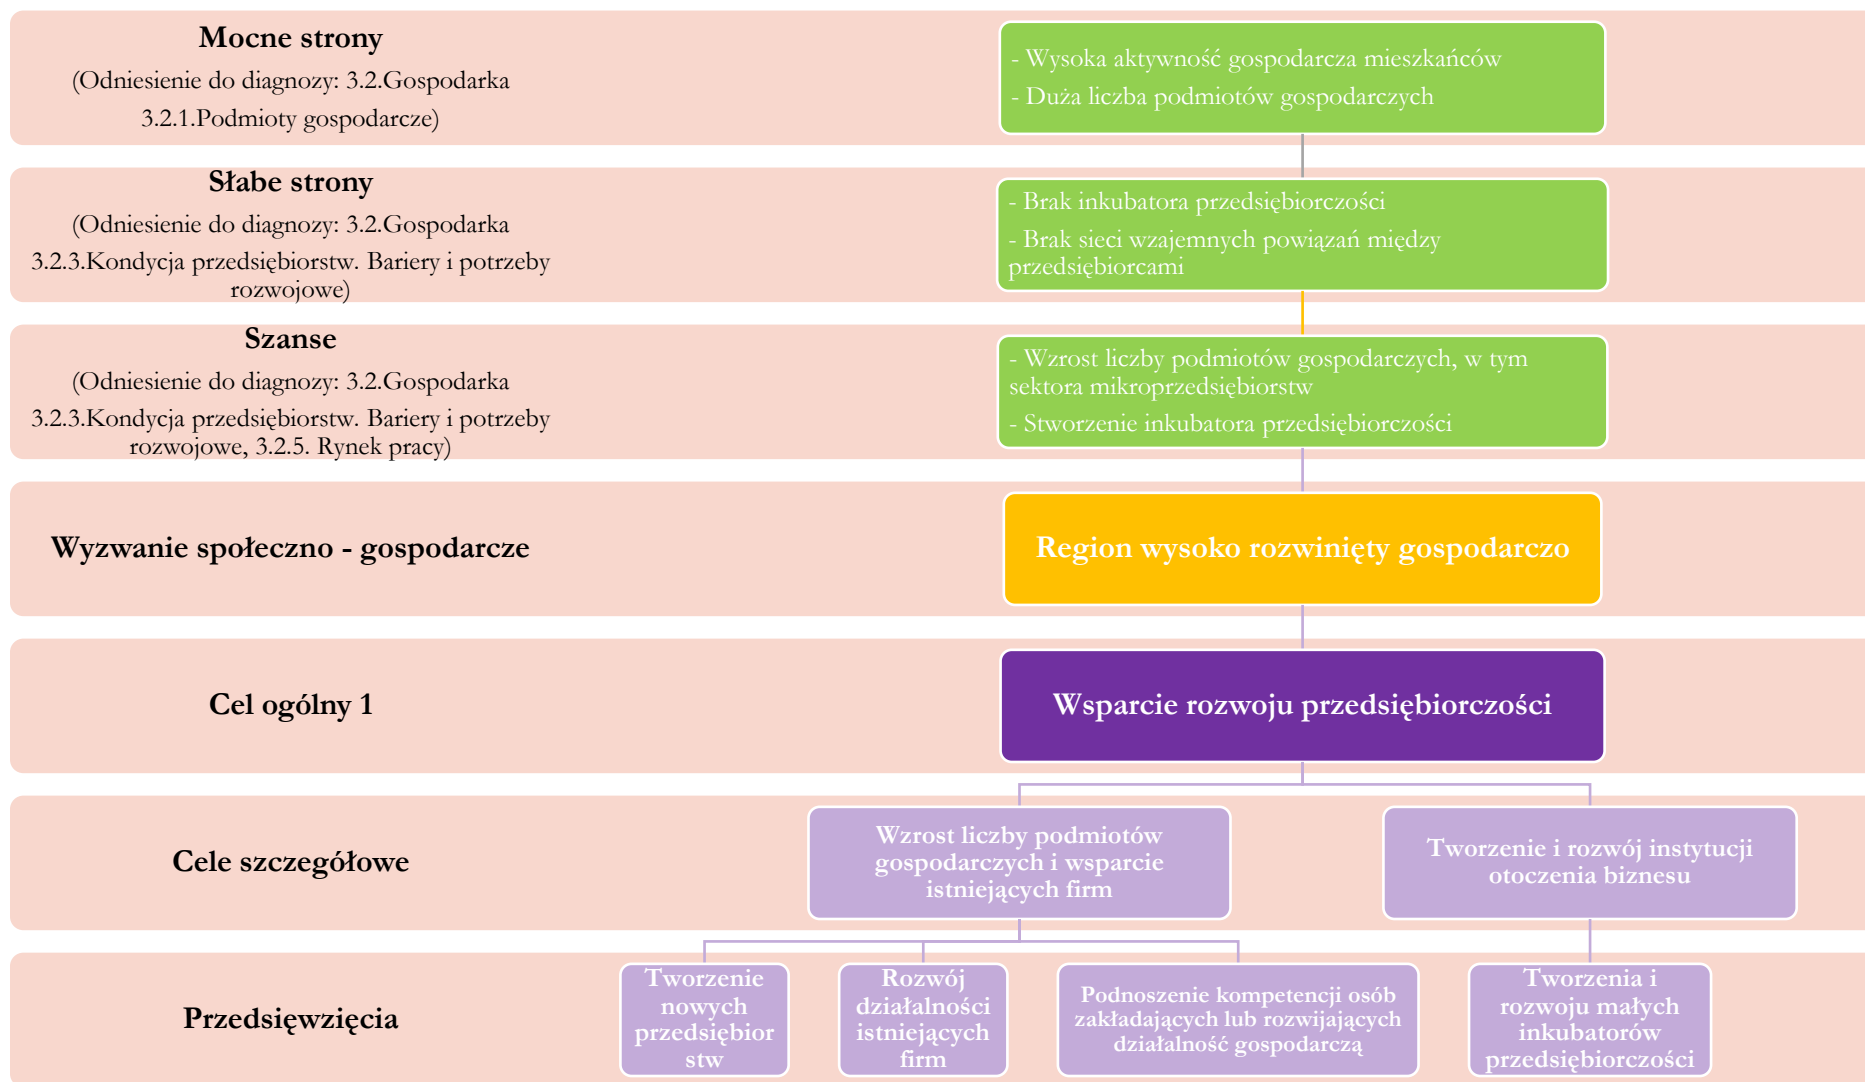 Mocne strony
(Odniesienie do diagnozy: 3.2.Gospodarka
3.2.1.Podmioty gospodarcze)
- Wysoka aktywność gospodarcza mieszkańców
- Duża liczba podmiotów gospodarczych
Słabe strony
(Odniesienie do diagnozy: 3.2.Gospodarka
3.2.3.Kondycja przedsiębiorstw. Bariery i potrzeby
rozwojowe)
- Brak inkubatora przedsiębiorczości
- Brak sieci wzajemnych powiązań między
przedsiębiorcami
Szanse
(Odniesienie do diagnozy: 3.2.Gospodarka
3.2.3.Kondycja przedsiębiorstw. Bariery i potrzeby
rozwojowe, 3.2.5. Rynek pracy)
- Wzrost liczby podmiotów gospodarczych, w tym
sektora mikroprzedsiębiorstw
- Stworzenie inkubatora przedsiębiorczości
Wyzwanie społeczno - gospodarcze
Region wysoko rozwinięty gospodarczo
Cel ogólny 1
Wsparcie rozwoju przedsiębiorczości
Cele szczegółowe
Wzrost liczby podmiotów
gospodarczych i wsparcie
istniejących firm
Tworzenie i rozwój instytucji
otoczenia biznesu
Przedsięwzięcia
Tworzenie
nowych
przedsiębior
stw
Rozwój
działalności
istniejących
firm
Podnoszenie kompetencji osób
zakładających lub rozwijających
działalność gospodarczą
Tworzenia i
rozwoju małych
inkubatorów
przedsiębiorczości